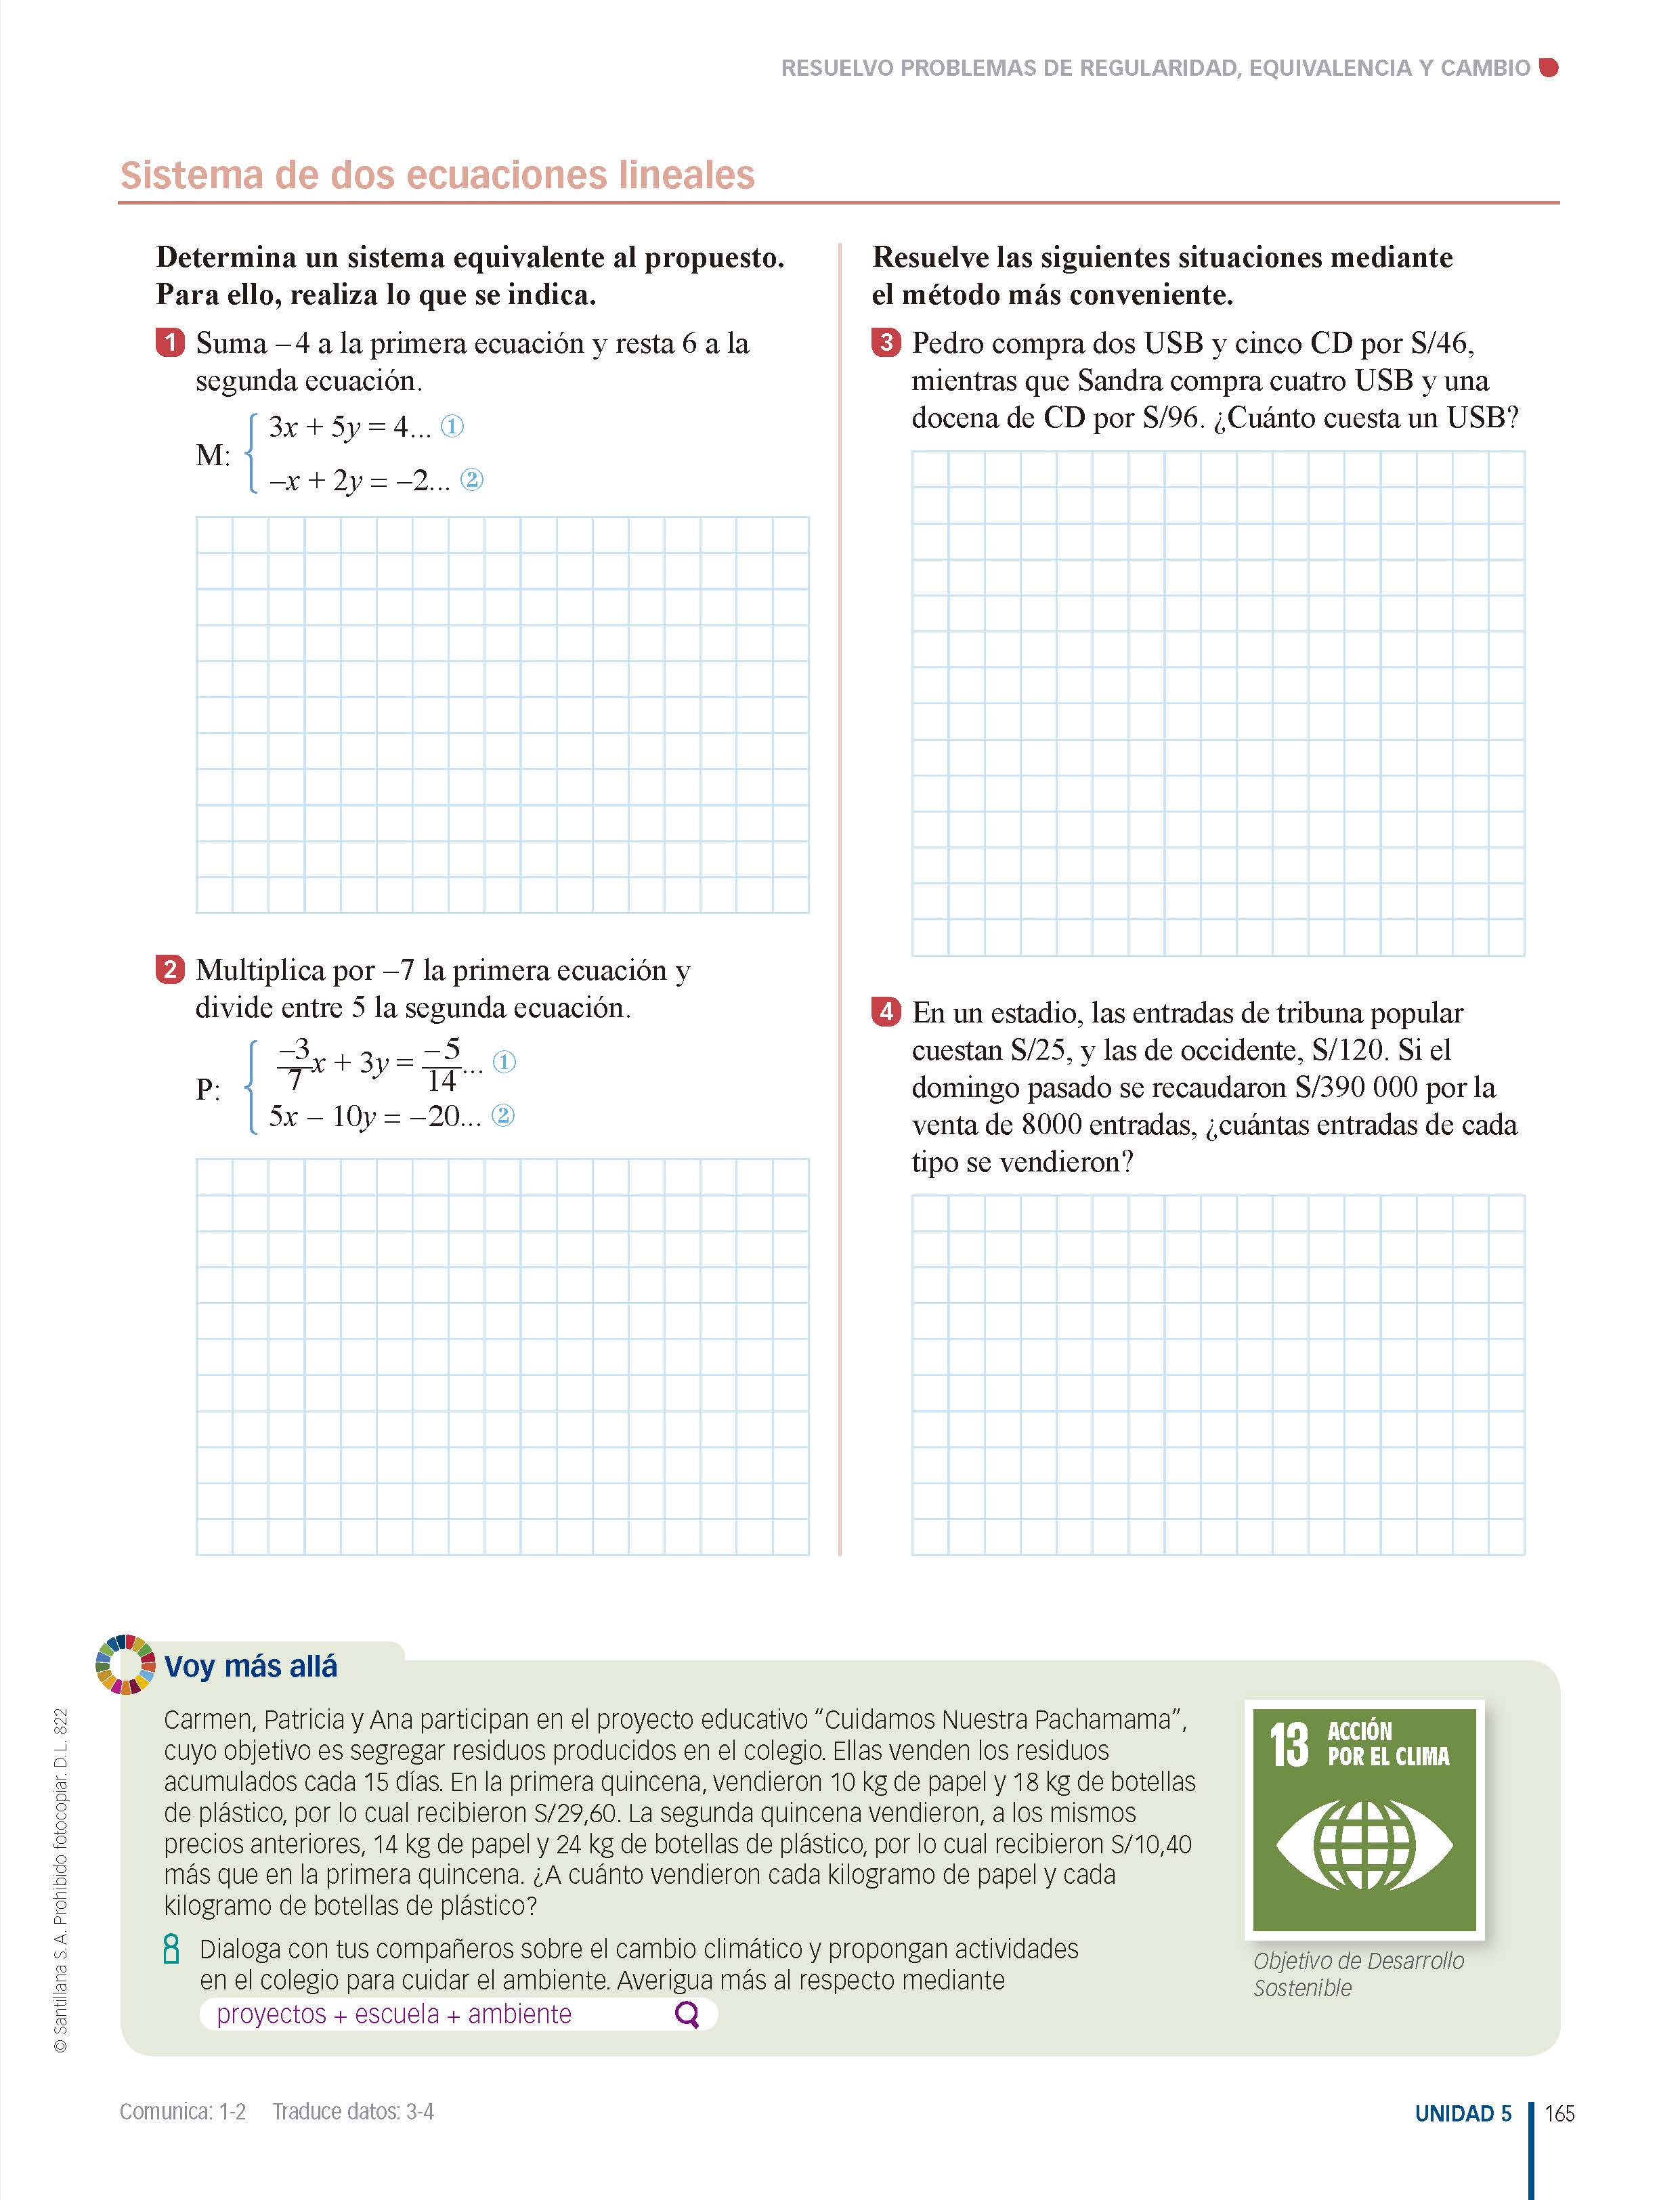 RESUELVO PROBLEMAS DE REGULARIDAD, EQUIVALENCIA Y CAMBIO
Sistema de dos ecuaciones lineales
Determina un sistema equivalente al propuesto.
Para ello, realiza lo que se indica.
1 Suma –4 a la primera ecuación y resta 6 a la
segunda ecuación.
M: { 3x + 5y = 4... ①
–x + 2y = –2... ②
2 Multiplica por –7 la primera ecuación y
divide entre 5 la segunda ecuación.
P: { –3/7 x + 3y = –5/14... ①
5x – 10y = –20... ②
Resuelve las siguientes situaciones mediante
el método más conveniente.
3 Pedro compra dos USB y cinco CD por S/46,
mientras que Sandra compra cuatro USB y una
docena de CD por S/96. ¿Cuánto cuesta un USB?
4 En un estadio, las entradas de tribuna popular
cuestan S/25, y las de occidente, S/120. Si el
domingo pasado se recaudaron S/390 000 por la
venta de 8000 entradas, ¿cuántas entradas de cada
tipo se vendieron?
Voy más allá
Carmen, Patricia y Ana participan en el proyecto educativo “Cuidamos Nuestra Pachamama”,
cuyo objetivo es segregar residuos producidos en el colegio. Ellas venden los residuos
acumulados cada 15 días. En la primera quincena, vendieron 10 kg de papel y 18 kg de botellas
de plástico, por lo cual recibieron S/29,60. La segunda quincena vendieron, a los mismos
precios anteriores, 14 kg de papel y 24 kg de botellas de plástico, por lo cual recibieron S/10,40
más que en la primera quincena. ¿A cuánto vendieron cada kilogramo de papel y cada
kilogramo de botellas de plástico?
Dialoga con tus compañeros sobre el cambio climático y propongan actividades
en el colegio para cuidar el ambiente. Averigua más al respecto mediante
proyectos + escuela + ambiente
13 ACCIÓN
POR EL CLIMA
Objetivo de Desarrollo
Sostenible
© Santillana S. A. Prohibido fotocopiar. D. L. 822
Comunica: 1-2 Traduce datos: 3-4
UNIDAD 5 165